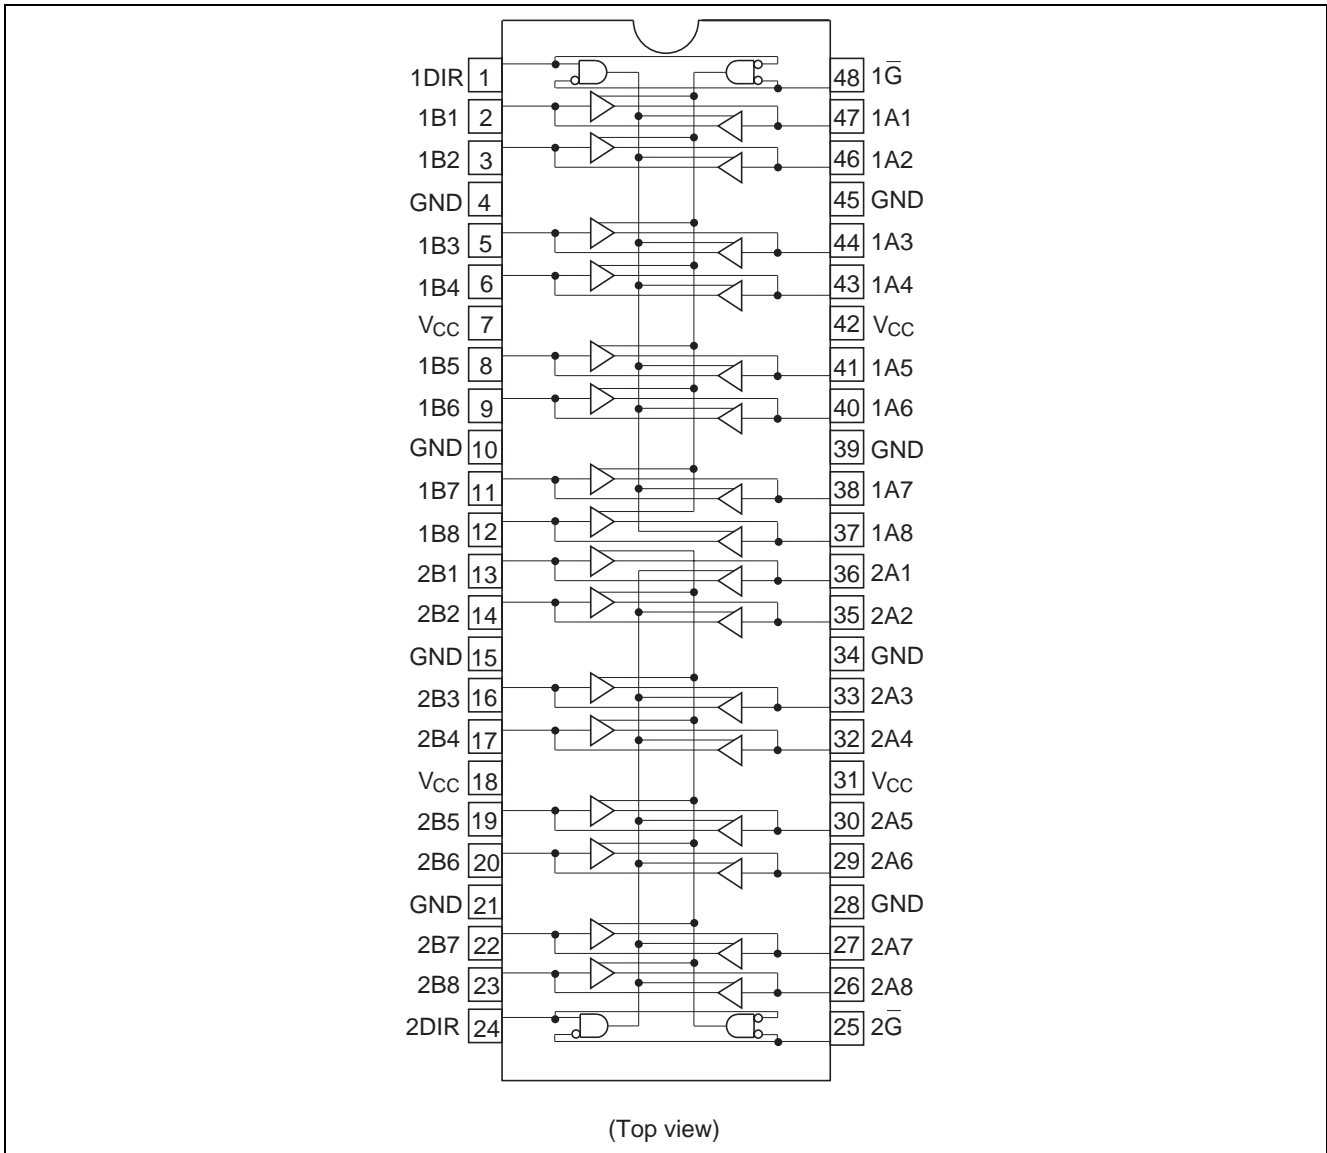 1DIR 1 48 1G̅
1B1 2 47 1A1
1B2 3 46 1A2
GND 4 45 GND
1B3 5 44 1A3
1B4 6 43 1A4
VCC 7 42 VCC
1B5 8 41 1A5
1B6 9 40 1A6
GND 10 39 GND
1B7 11 38 1A7
1B8 12 37 1A8
2B1 13 36 2A1
2B2 14 35 2A2
GND 15 34 GND
2B3 16 33 2A3
2B4 17 32 2A4
VCC 18 31 VCC
2B5 19 30 2A5
2B6 20 29 2A6
GND 21 28 GND
2B7 22 27 2A7
2B8 23 26 2A8
2DIR 24 25 2G̅
(Top view)